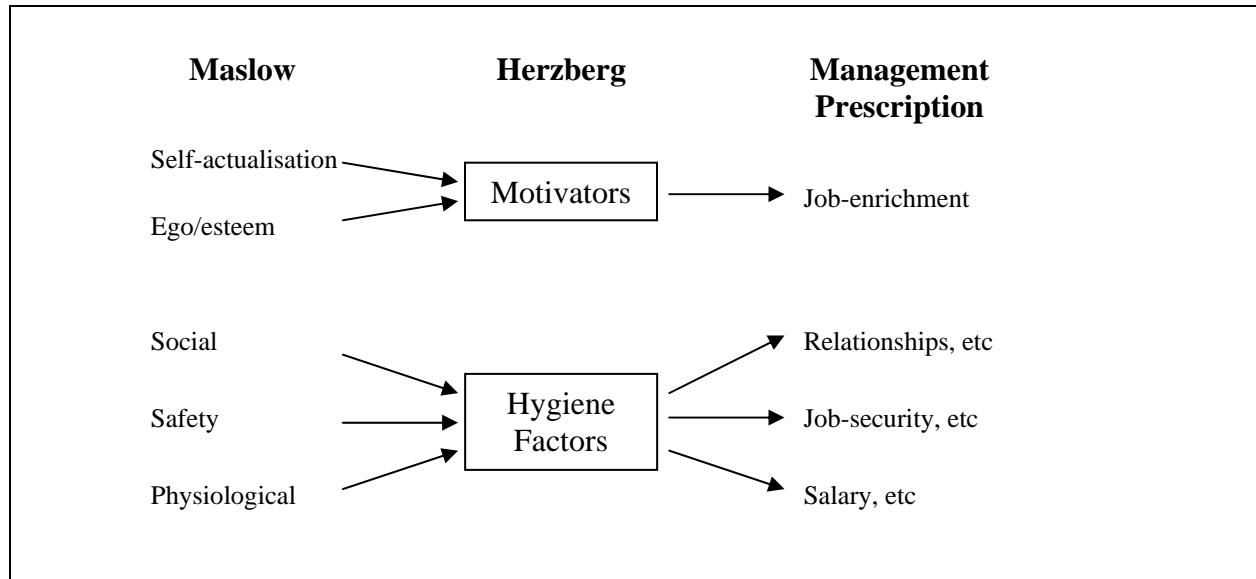 Maslow
Herzberg
Management
Prescription
Self-actualisation
Ego/esteem
Motivators
Job-enrichment
Social
Safety
Physiological
Hygiene
Factors
Relationships, etc
Job-security, etc
Salary, etc